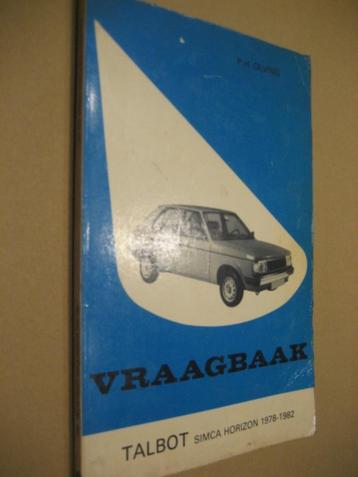 P.H. OLVING
VRAAGBAAK
TALBOT SIMCA HORIZON 1978-1982